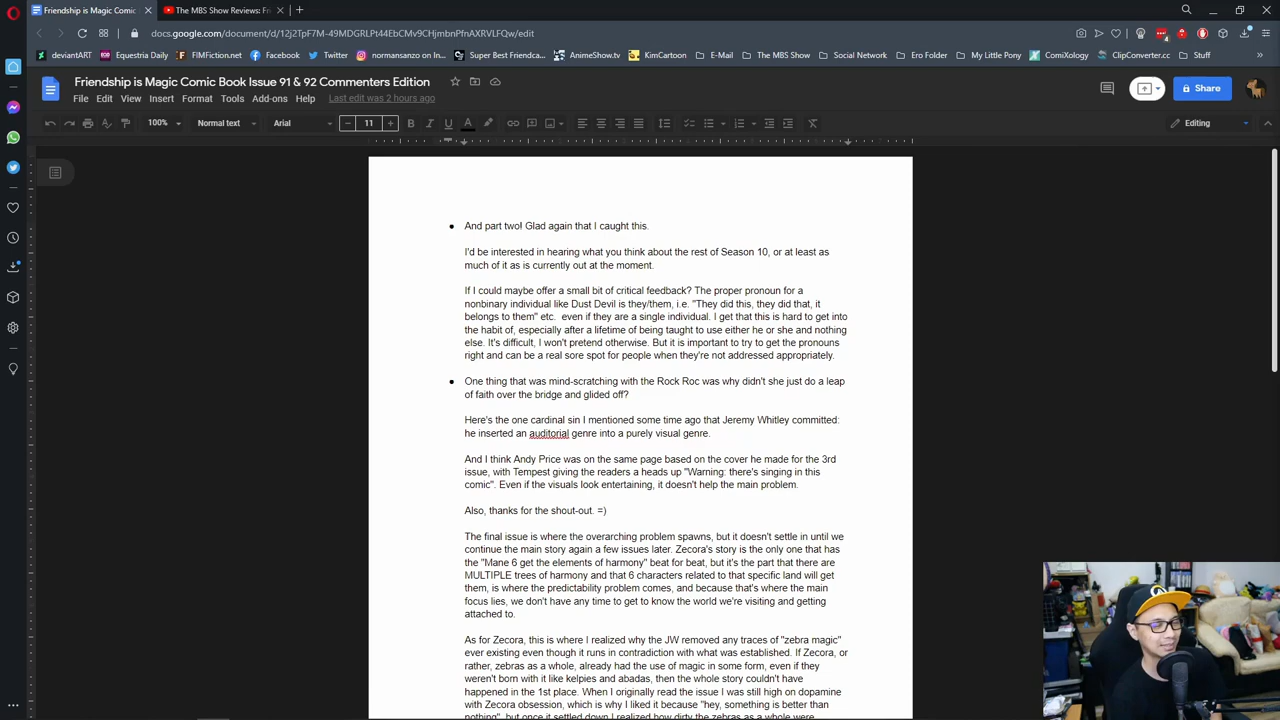 Friendship is Magic Comic
The MBS Show Reviews: F
docs.google.com/document/d/12j2TpF7M-49MDGRLPt44EbCMv9CHjmbnPfnAXRVLFQw/edit
deviantART
Equestria Daily
FIMFiction.net
Facebook
Twitter
normansanzo on In...
Super Best Friendca...
AnimeShow.tv
KimCartoon
E-Mail
The MBS Show
Social Network
Ero Folder
My Little Pony
ComiXology
ClipConverter.cc
Stuff
Friendship is Magic Comic Book Issue 91 & 92 Commenters Edition
File Edit View Insert Format Tools Add-ons Help Last edit was 2 hours ago
Share
100% Normal text Arial 11 Editing
And part two! Glad again that I caught this.
I'd be interested in hearing what you think about the rest of Season 10, or at least as
much of it as is currently out at the moment.
If I could maybe offer a small bit of critical feedback? The proper pronoun for a
nonbinary individual like Dust Devil is they/them, i.e. "They did this, they did that, it
belongs to them" etc.  even if they are a single individual. I get that this is hard to get into
the habit of, especially after a lifetime of being taught to use either he or she and nothing
else. It's difficult, I won't pretend otherwise. But it is important to try to get the pronouns
right and can be a real sore spot for people when they're not addressed appropriately.
One thing that was mind-scratching with the Rock Roc was why didn't she just do a leap
of faith over the bridge and glided off?
Here's the one cardinal sin I mentioned some time ago that Jeremy Whitley committed:
he inserted an auditorial genre into a purely visual genre.
And I think Andy Price was on the same page based on the cover he made for the 3rd
issue, with Tempest giving the readers a heads up "Warning: there's singing in this
comic". Even if the visuals look entertaining, it doesn't help the main problem.
Also, thanks for the shout-out. =)
The final issue is where the overarching problem spawns, but it doesn't settle in until we
continue the main story again a few issues later. Zecora's story is the only one that has
the "Mane 6 get the elements of harmony" beat for beat, but it's the part that there are
MULTIPLE trees of harmony and that 6 characters related to that specific land will get
them, is where the predictability problem comes, and because that's where the main
focus lies, we don't have any time to get to know the world we're visiting and getting
attached to.
As for Zecora, this is where I realized why the JW removed any traces of "zebra magic"
ever existing even though it runs in contradiction with what was established. If Zecora, or
rather, zebras as a whole, already had the use of magic in some form, even if they
weren't born with it like kelpies and abadas, then the whole story couldn't have
happened in the 1st place. When I originally read the issue I was still high on dopamine
with Zecora obsession, which is why I liked it because "hey, something is better than
nothing", but once it settled down I realized how dirty the zebras as a whole were